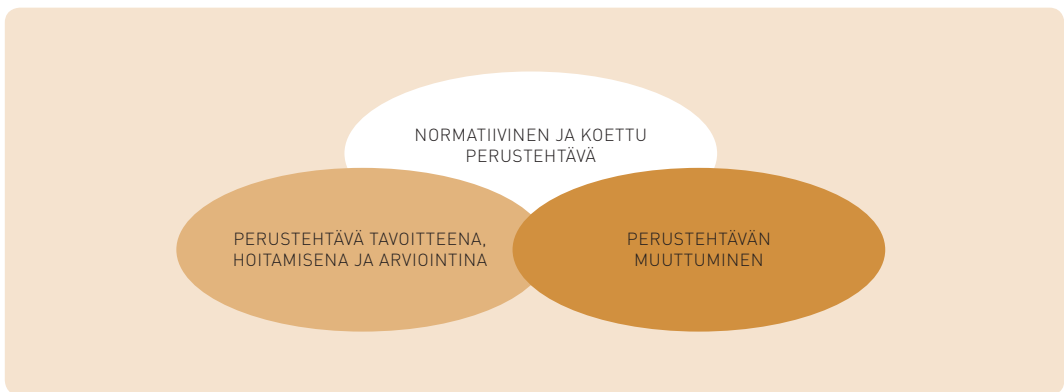 NORMATIIVINEN JA KOETTU
PERUSTEHTÄVÄ
PERUSTEHTÄVÄ TAVOITTEENA,
HOITAMISENA JA ARVIOINTINA
PERUSTEHTÄVÄN
MUUTTUMINEN